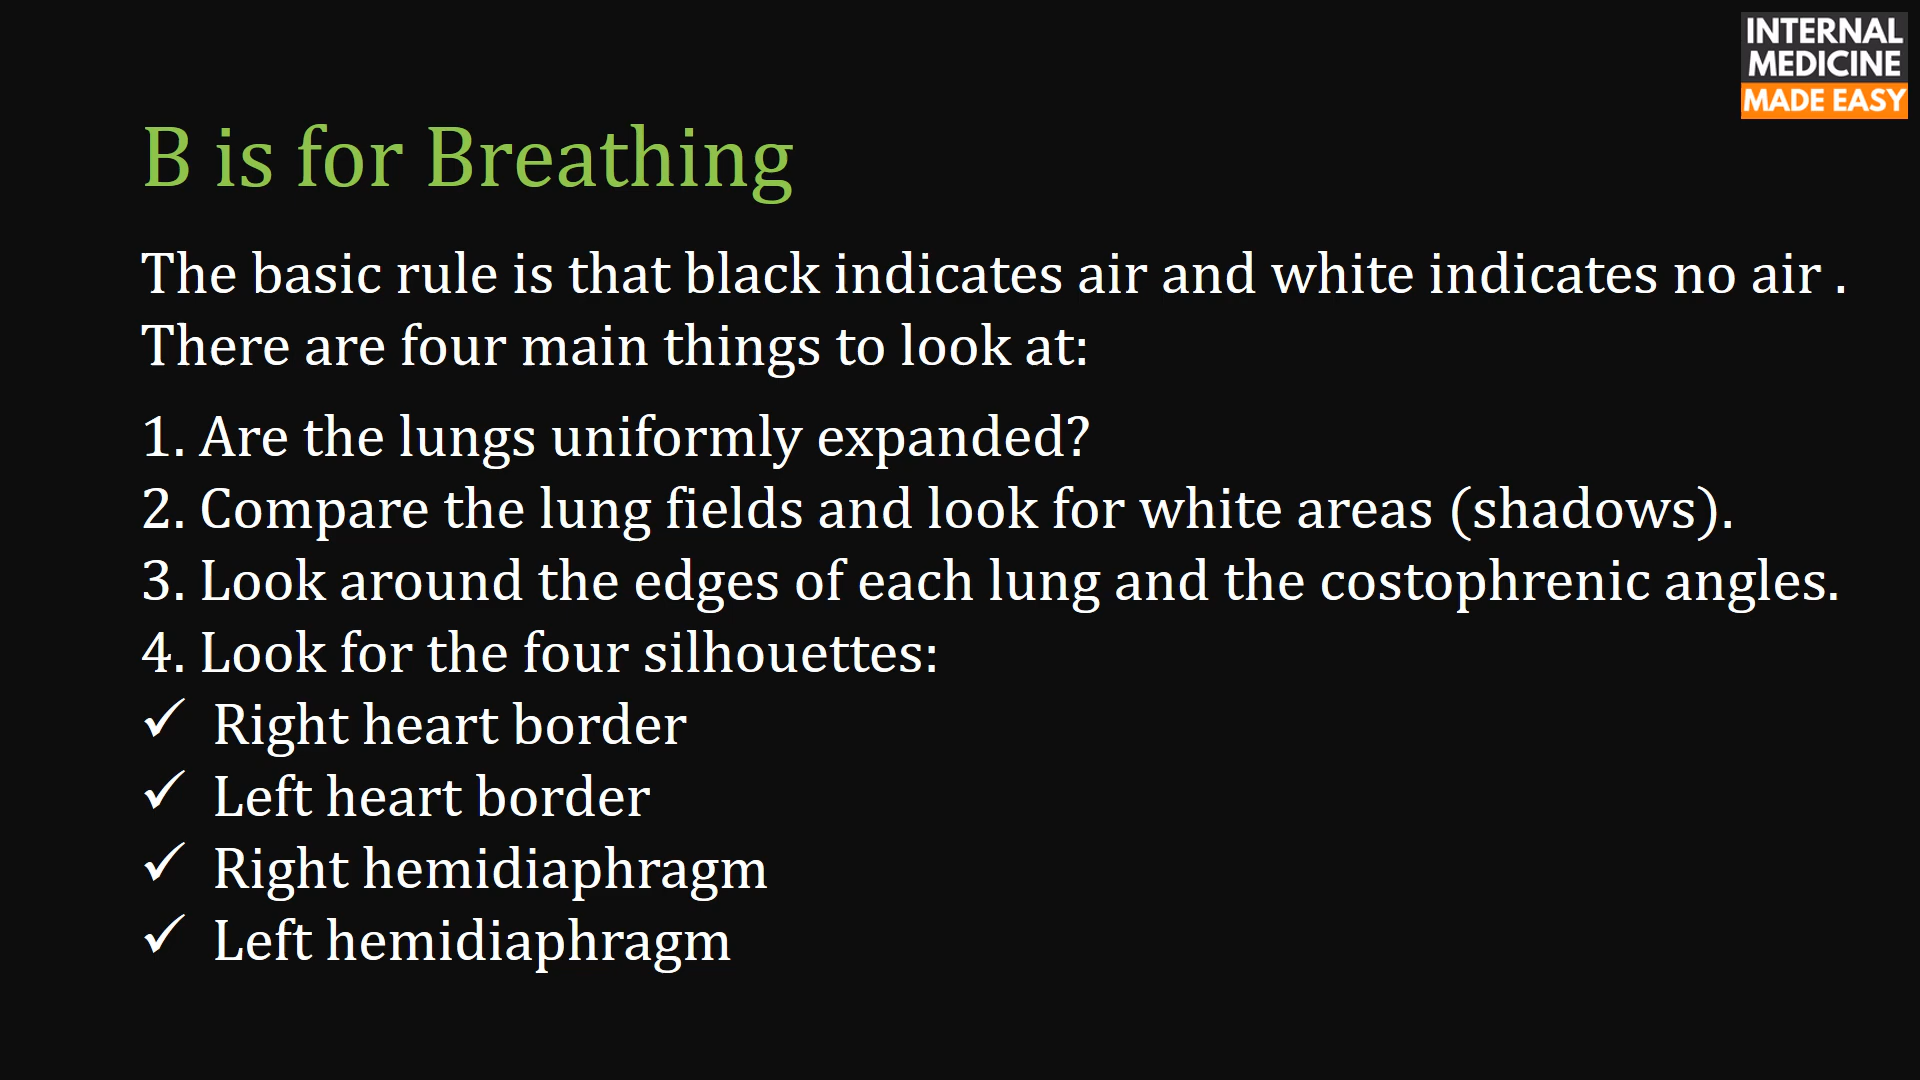 INTERNAL
MEDICINE
MADE EASY
B is for Breathing
The basic rule is that black indicates air and white indicates no air .
There are four main things to look at:
1. Are the lungs uniformly expanded?
2. Compare the lung fields and look for white areas (shadows).
3. Look around the edges of each lung and the costophrenic angles.
4. Look for the four silhouettes:
✓ Right heart border
✓ Left heart border
✓ Right hemidiaphragm
✓ Left hemidiaphragm